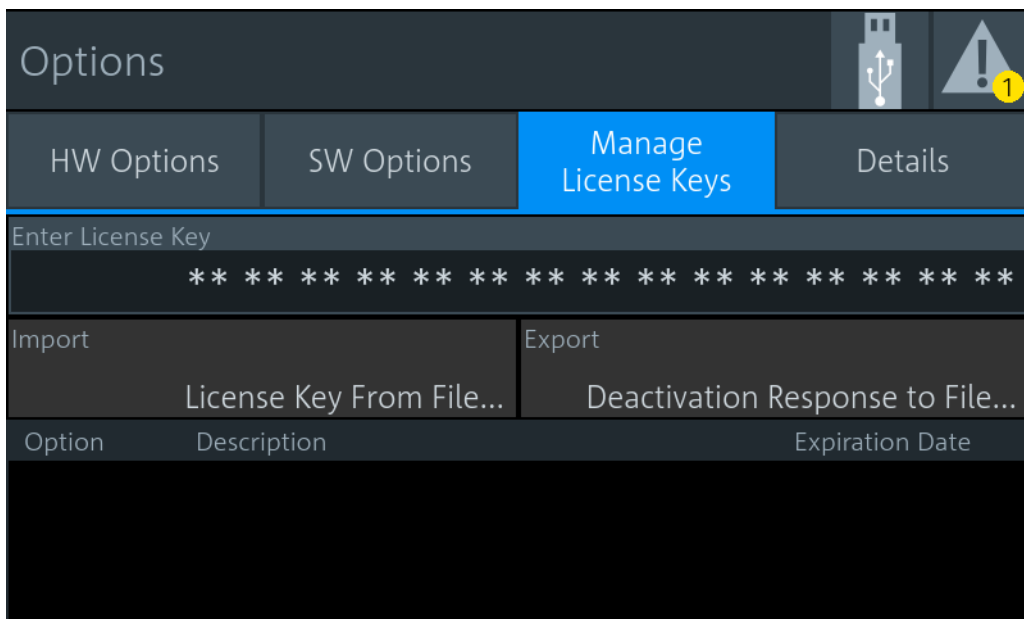 Options
1
HW Options
SW Options
Manage
License Keys
Details
Enter License Key
** ** ** ** ** ** ** ** ** ** ** ** ** ** **
Import
Export
License Key From File...
Deactivation Response to File...
Option Description Expiration Date